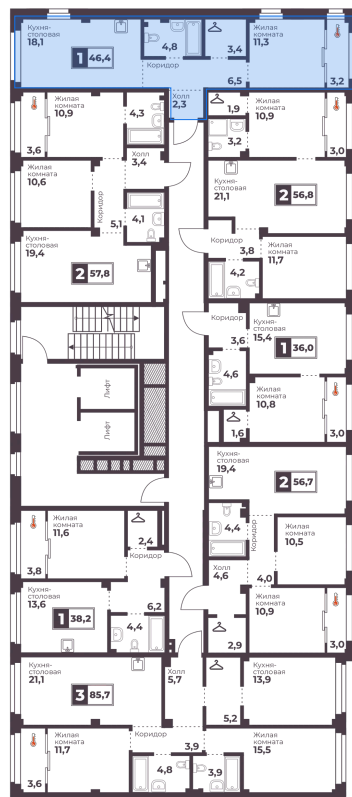 Кухня-
столовая
18,1
1 46,4
4,8
3,4
Жилая
комната
11,3
Коридор
6,5
3,2
Холл
2,3
Жилая
комната
10,9
3,6
4,3
1,9
Жилая
комната
10,9
3,0
3,2
Холл
3,4
Жилая
комната
10,6
Коридор
5,1
4,1
Кухня-
столовая
21,1
2 56,8
Кухня-
столовая
19,4
2 57,8
Коридор
3,8
Жилая
комната
11,7
4,2
Коридор
3,6
Кухня-
столовая
15,4
1 36,0
4,6
Жилая
комната
10,8
1,6
3,0
Лифт
Лифт
Кухня-
столовая
19,4
2 56,7
4,4
Жилая
комната
10,5
Холл
4,6
4,0
Жилая
комната
11,6
3,8
2,4
Коридор
6,2
Кухня-
столовая
13,6
1 38,2
4,4
Жилая
комната
10,9
2,9
3,0
Кухня-
столовая
21,1
3 85,7
Холл
5,7
5,2
Жилая
комната
13,9
Жилая
комната
11,7
3,6
Коридор
3,9
4,8
3,9
Жилая
комната
15,5